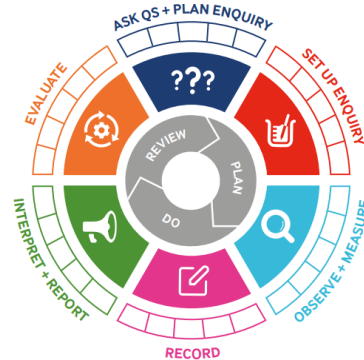 ASK QS + PLAN ENQUIRY
SET UP ENQUIRY
OBSERVE + MEASURE
RECORD
INTERPRET + REPORT
EVALUATE
???
REVIEW
PLAN
DO